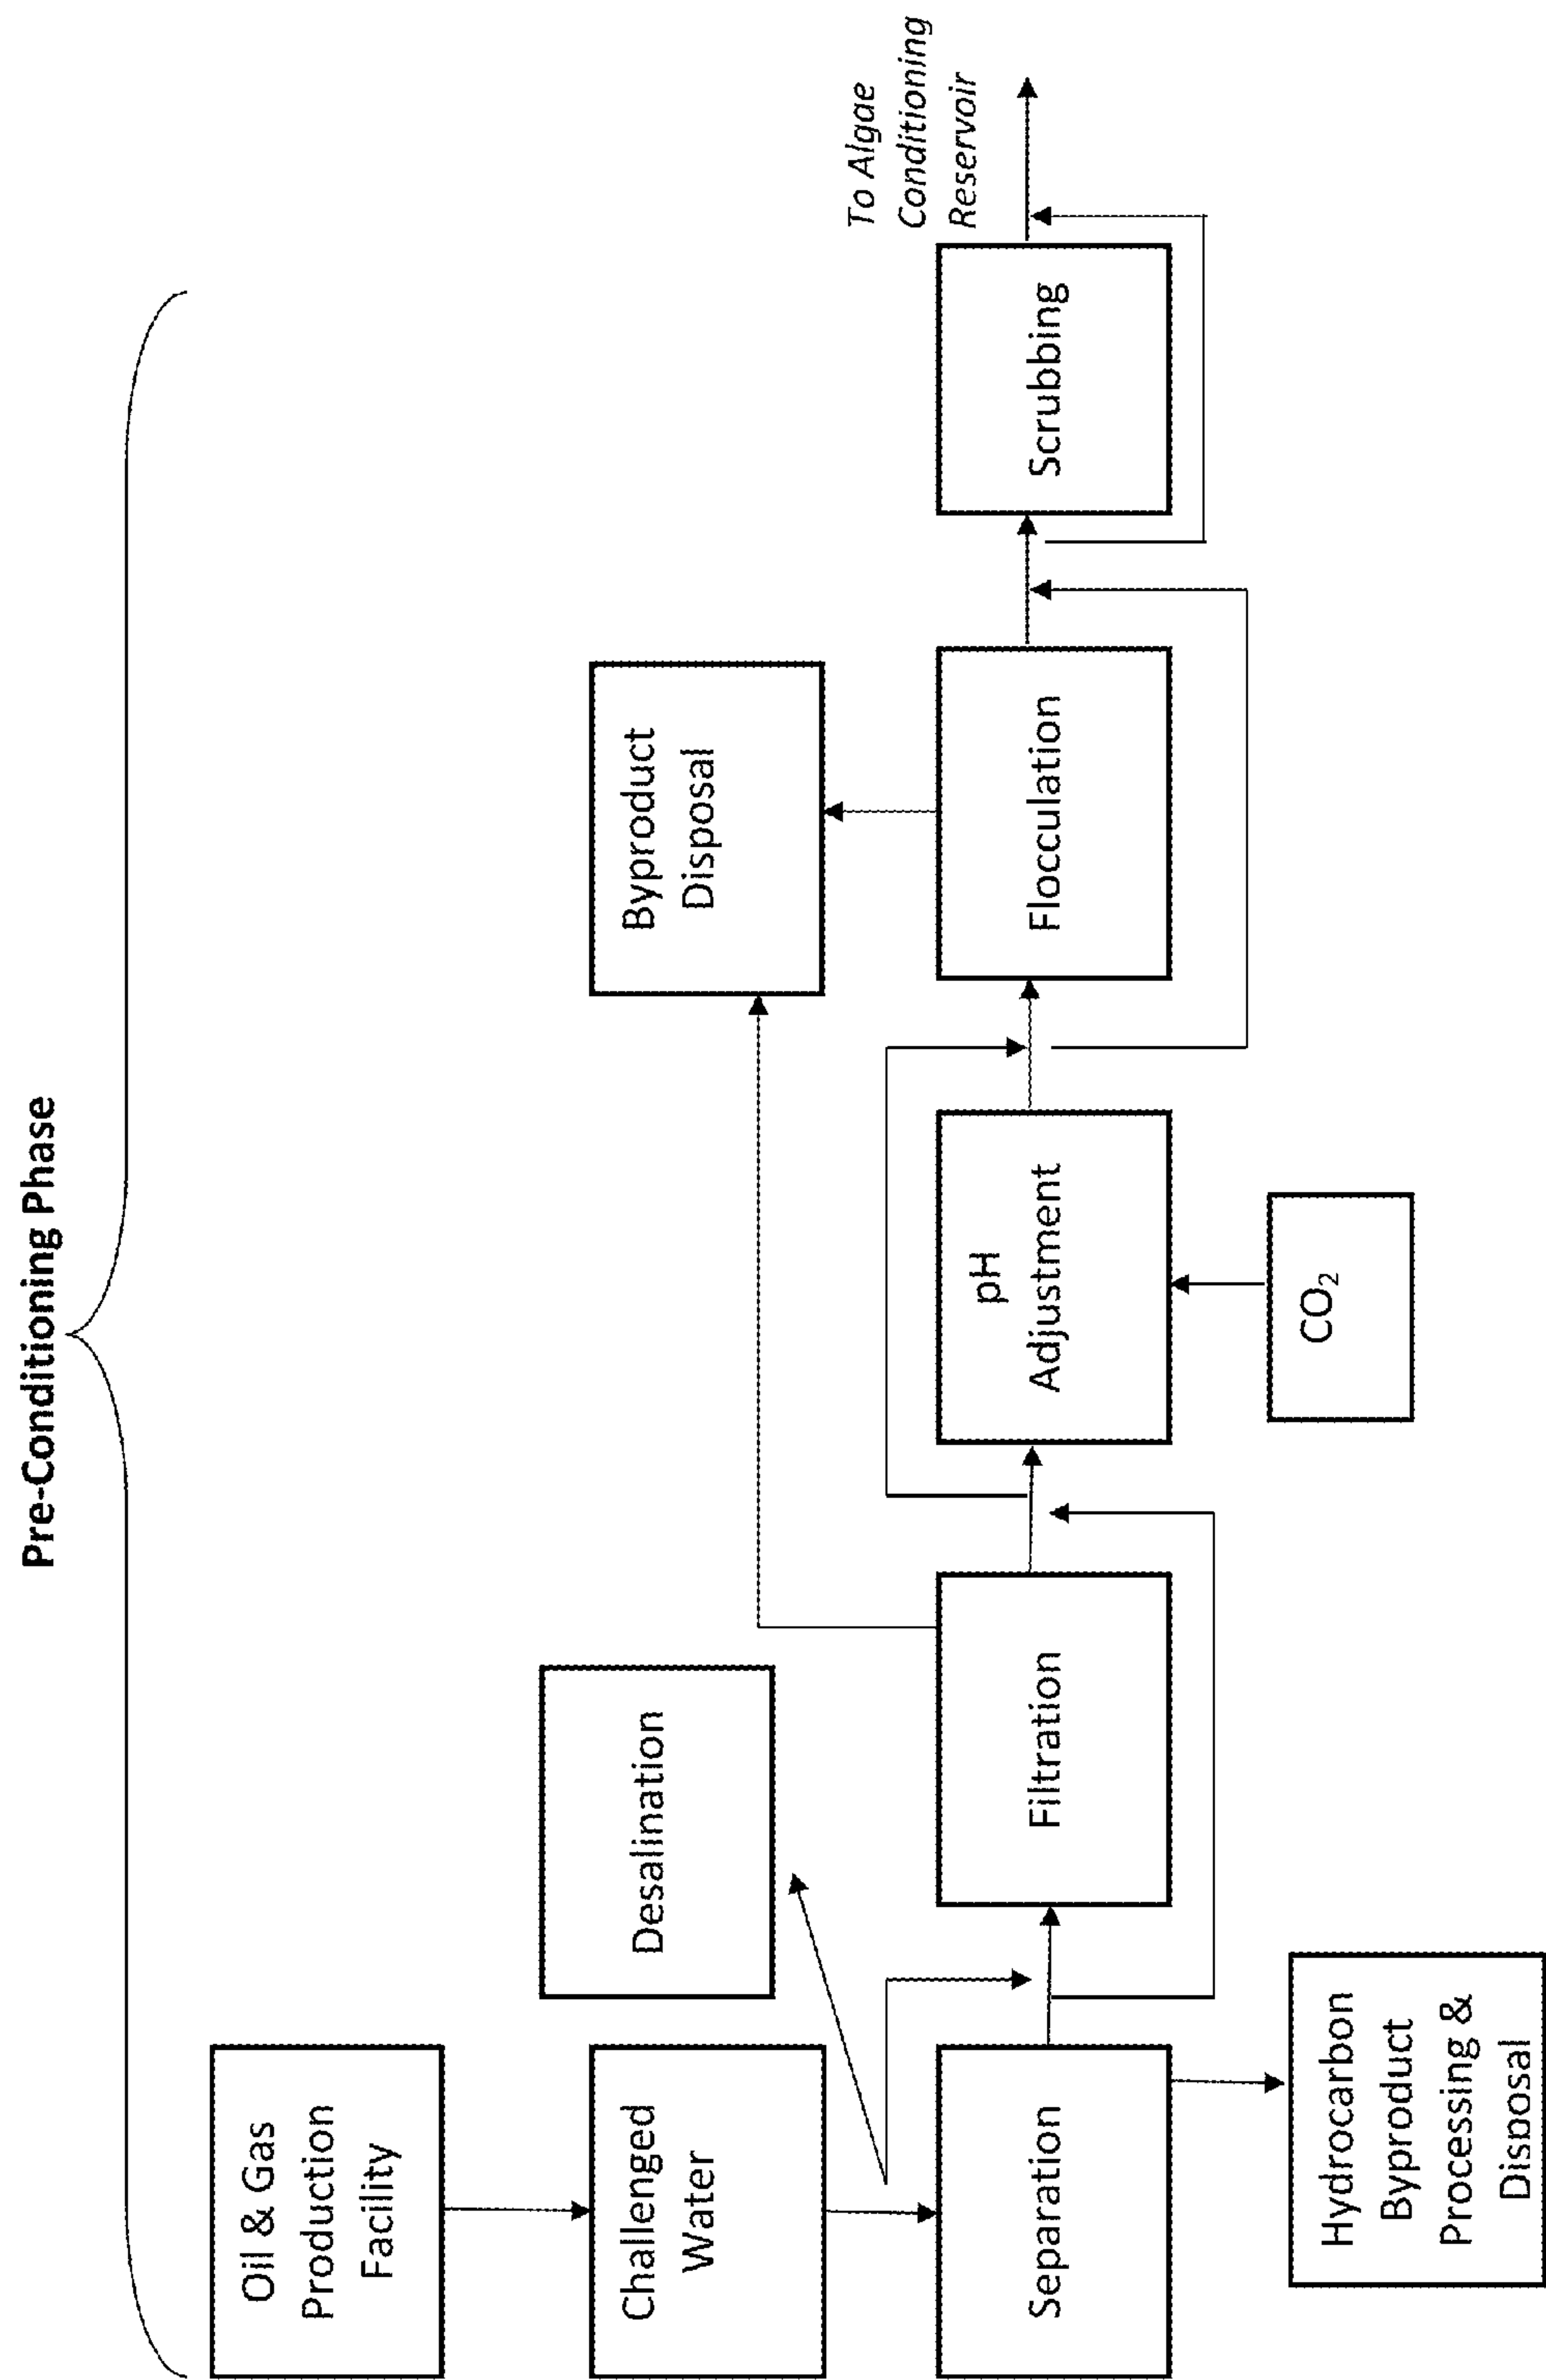 Pre-Conditioning Phase
Oil & Gas
Production
Facility
Challenged
Water
Desalination
Byproduct
Disposal
Separation
Filtration
pH
Adjustment
Flocculation
Scrubbing
To Algae
Conditioning
Reservoir
Hydrocarbon
Byproduct
Processing &
Disposal
CO₂